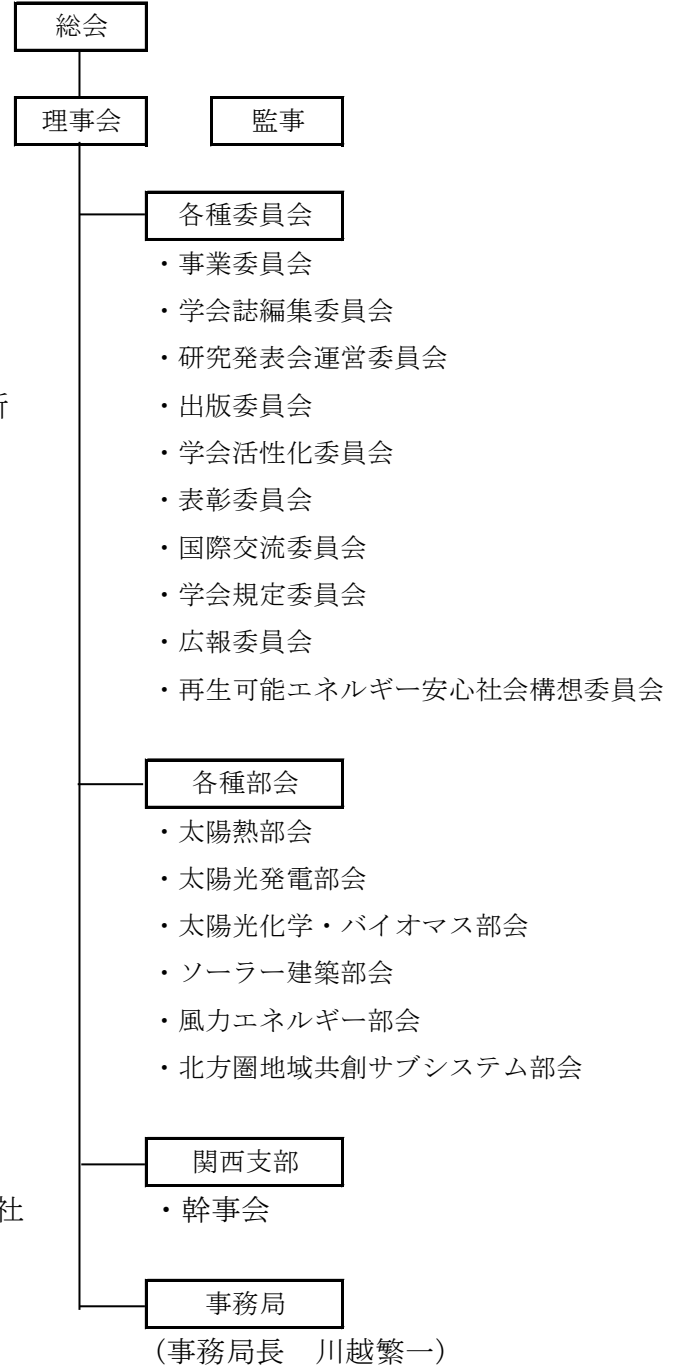 総会
理事会 監事
各種委員会
・事業委員会
・学会誌編集委員会
・研究発表会運営委員会
所
・出版委員会
・学会活性化委員会
・表彰委員会
・国際交流委員会
・学会規定委員会
・広報委員会
・再生可能エネルギー安心社会構想委員会
各種部会
・太陽熱部会
・太陽光発電部会
・太陽光化学・バイオマス部会
・ソーラー建築部会
・風力エネルギー部会
・北方圏地域共創サブシステム部会
関西支部
社
・幹事会
事務局
(事務局長 川越繁一)